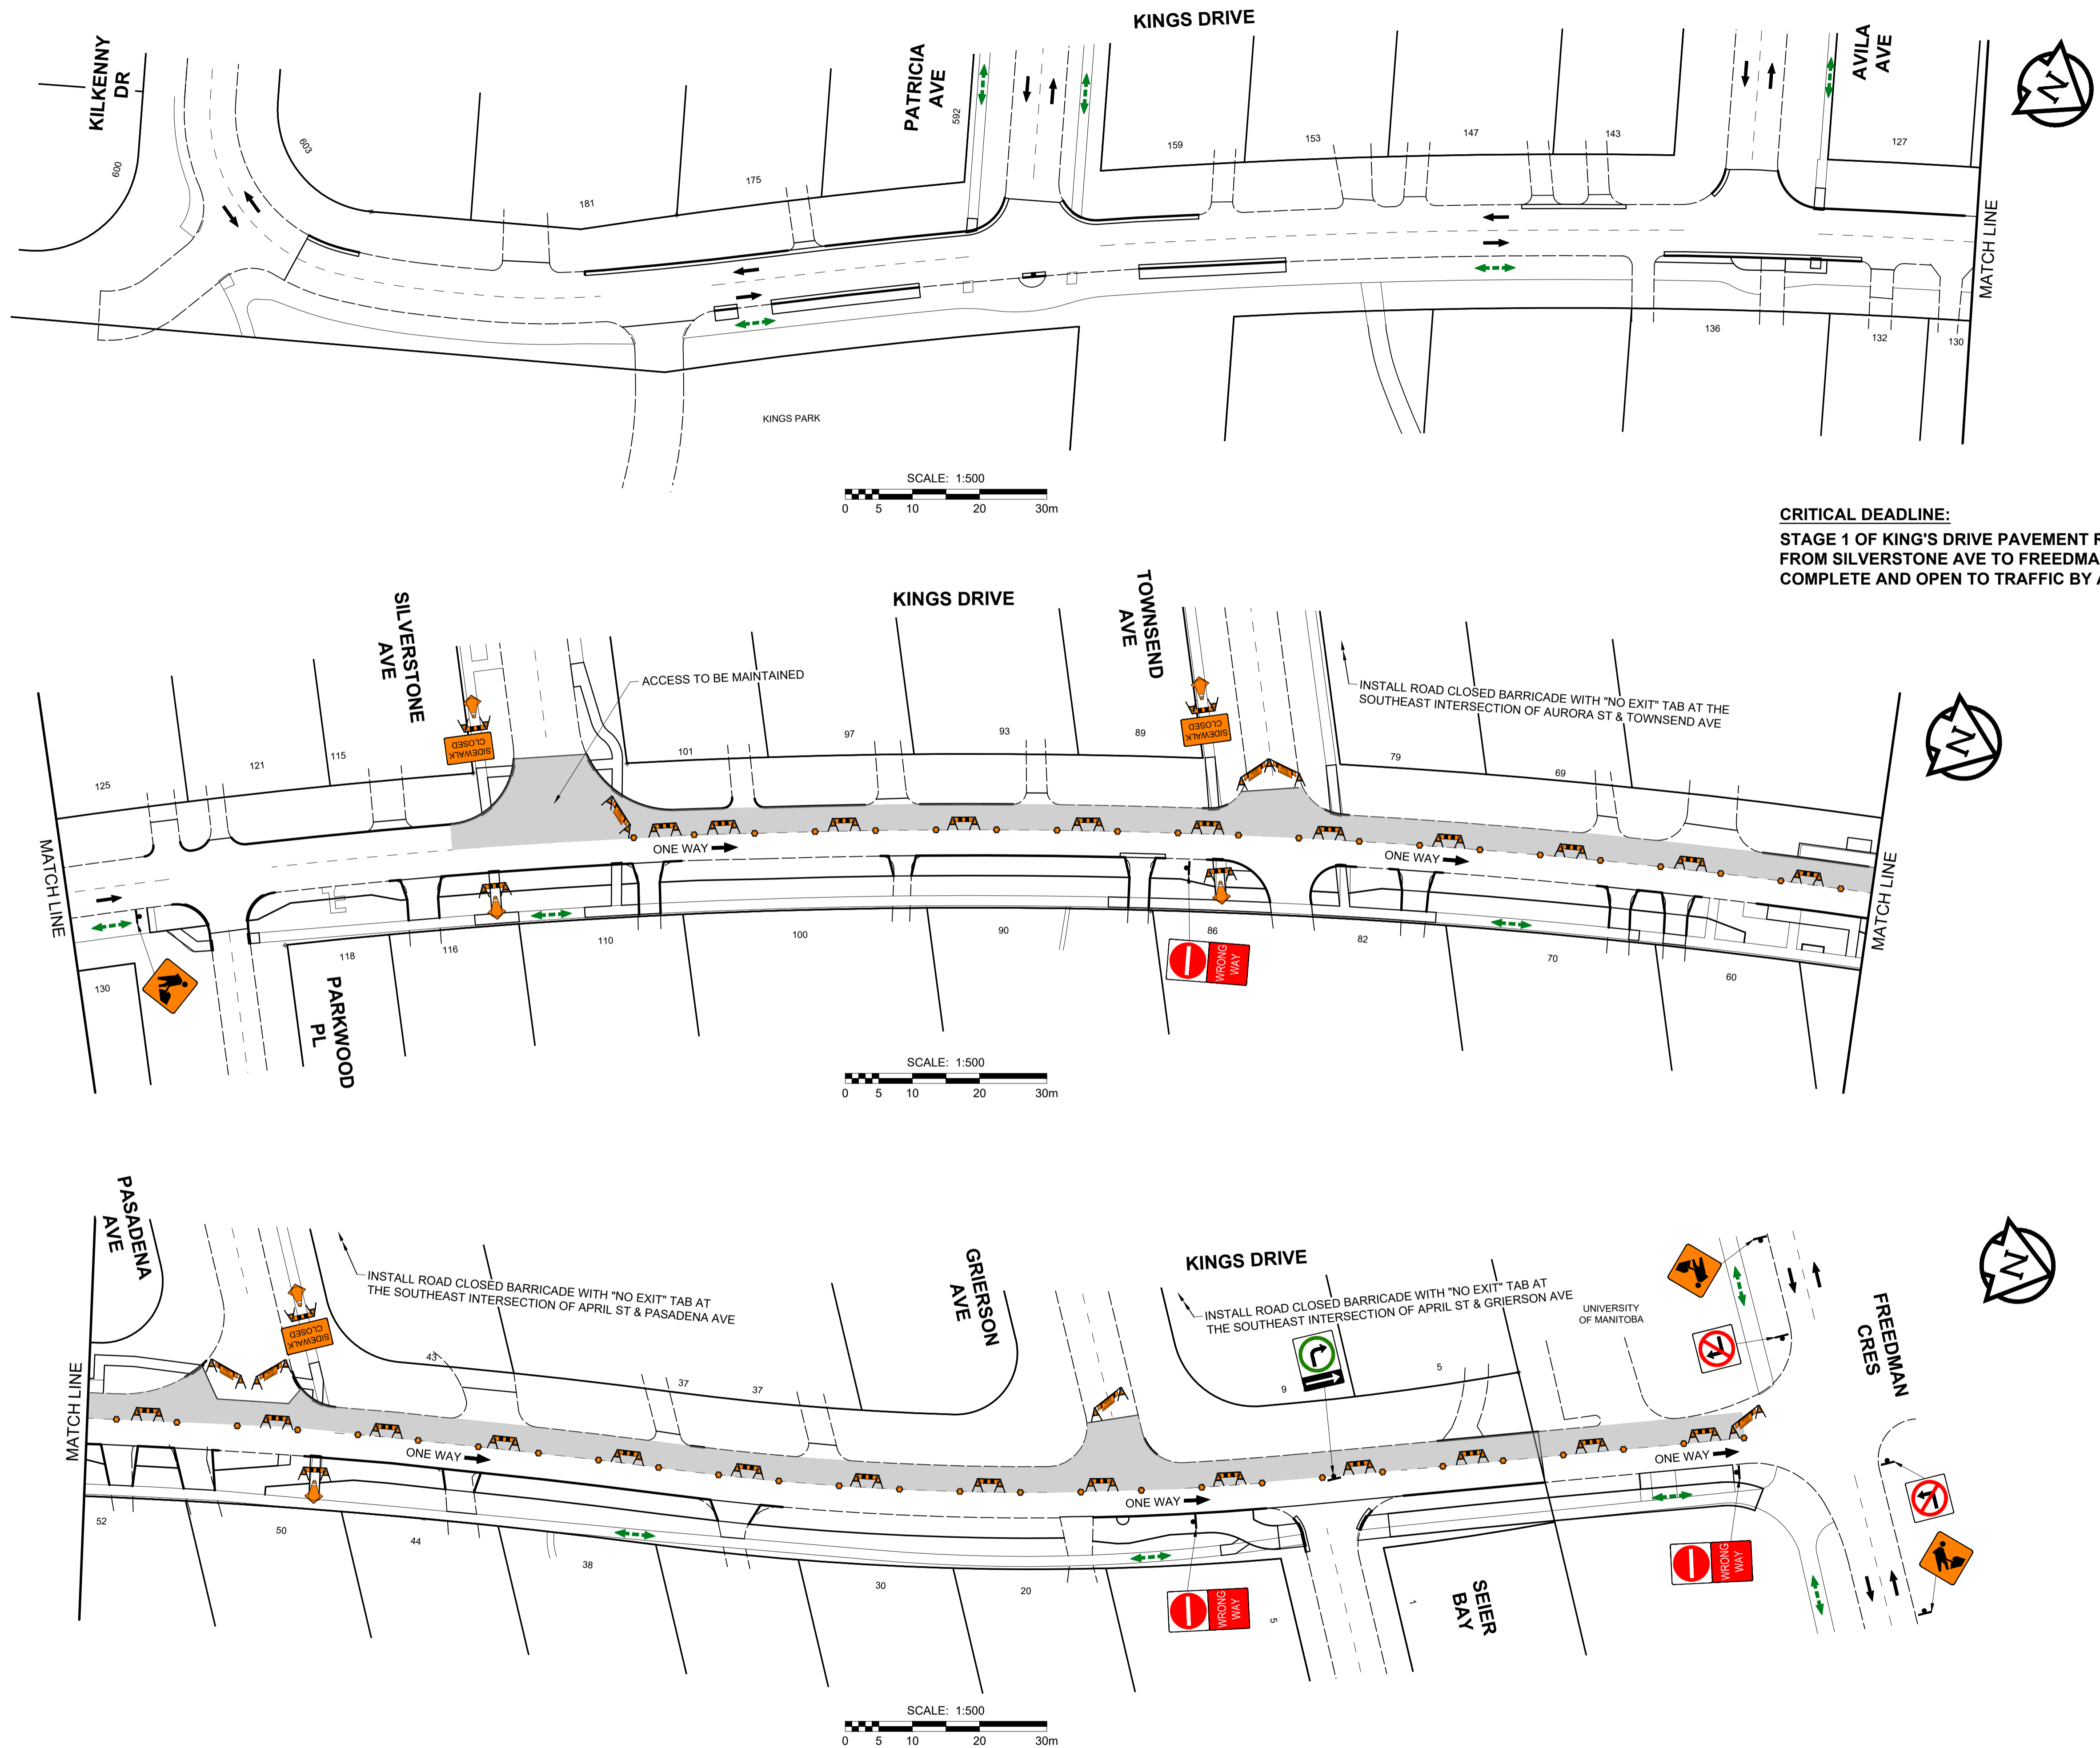 KINGS DRIVE
KILKENNY
DR
PATRICIA
AVE
AVILA
AVE
N
600
603
181
175
592
159
153
147
143
127
MATCH LINE
136
132
130
KINGS PARK
SCALE: 1:500
0 5 10 20 30m
CRITICAL DEADLINE:
STAGE 1 OF KING'S DRIVE PAVEMENT
FROM SILVERSTONE AVE TO FREEDMA
COMPLETE AND OPEN TO TRAFFIC BY
KINGS DRIVE
SILVERSTONE
AVE
TOWNSEND
AVE
ACCESS TO BE MAINTAINED
INSTALL ROAD CLOSED BARRICADE WITH "NO EXIT" TAB AT THE
SOUTHEAST INTERSECTION OF AURORA ST & TOWNSEND AVE
N
SIDEWALK
CLOSED
SIDEWALK
CLOSED
125
121
115
101
97
93
89
79
69
MATCH LINE
ONE WAY
ONE WAY
MATCH LINE
130
118
116
110
100
90
86
82
70
60
WRONG
WAY
PARKWOOD
PL
SCALE: 1:500
0 5 10 20 30m
PASADENA
AVE
INSTALL ROAD CLOSED BARRICADE WITH "NO EXIT" TAB AT
THE SOUTHEAST INTERSECTION OF APRIL ST & PASADENA AVE
GRIERSON
AVE
KINGS DRIVE
INSTALL ROAD CLOSED BARRICADE WITH "NO EXIT" TAB AT
THE SOUTHEAST INTERSECTION OF APRIL ST & GRIERSON AVE
UNIVERSITY
OF MANITOBA
FREEDMAN
CRES
N
SIDEWALK
CLOSED
43
37
37
9
5
MATCH LINE
ONE WAY
ONE WAY
ONE WAY
52
50
44
38
30
20
5
1
WRONG
WAY
WRONG
WAY
SEIER
BAY
SCALE: 1:500
0 5 10 20 30m